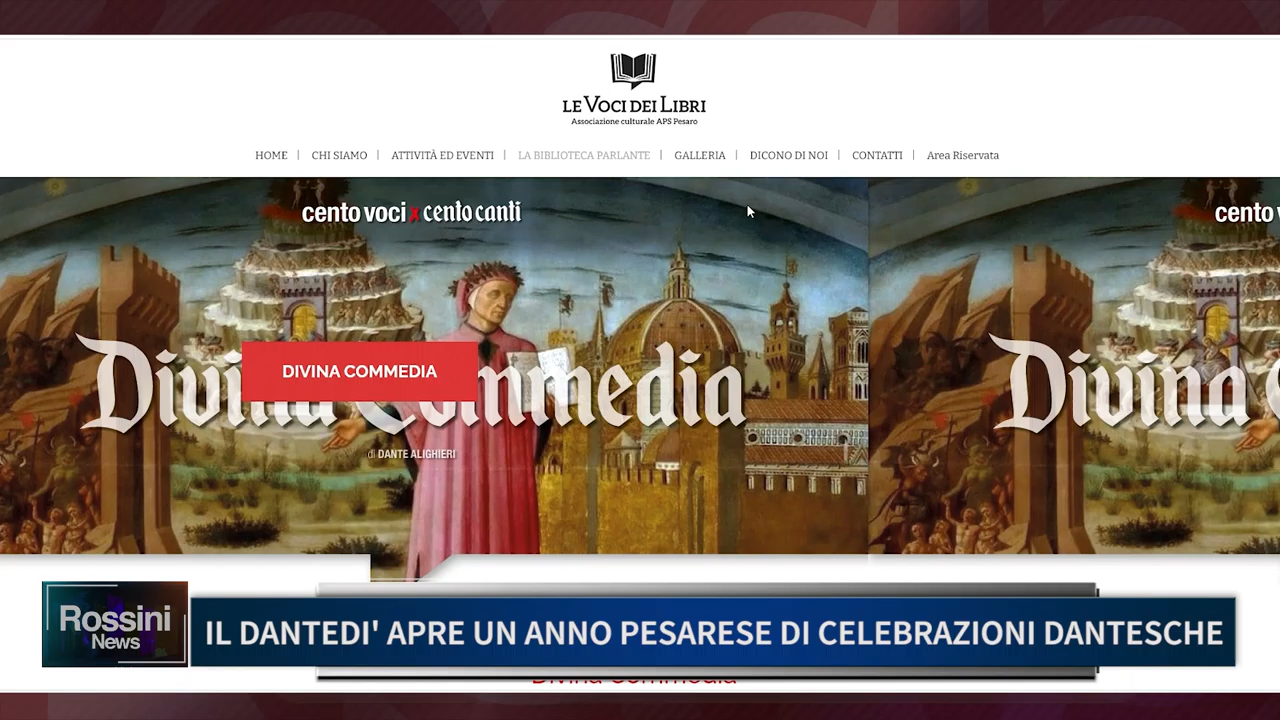 LE VOCI DEI LIBRI
Associazione culturale APS Pesaro
HOME | CHI SIAMO | ATTIVITÀ ED EVENTI | LA BIBLIOTECA PARLANTE | GALLERIA | DICONO DI NOI | CONTATTI | Area Riservata
cento voci x cento canti
cento
DIVINA COMMEDIA
Divina Commedia
Divina
di DANTE ALIGHIERI
Rossini
News
IL DANTEDI' APRE UN ANNO PESARESE DI CELEBRAZIONI DANTESCHE
Divina Commedia